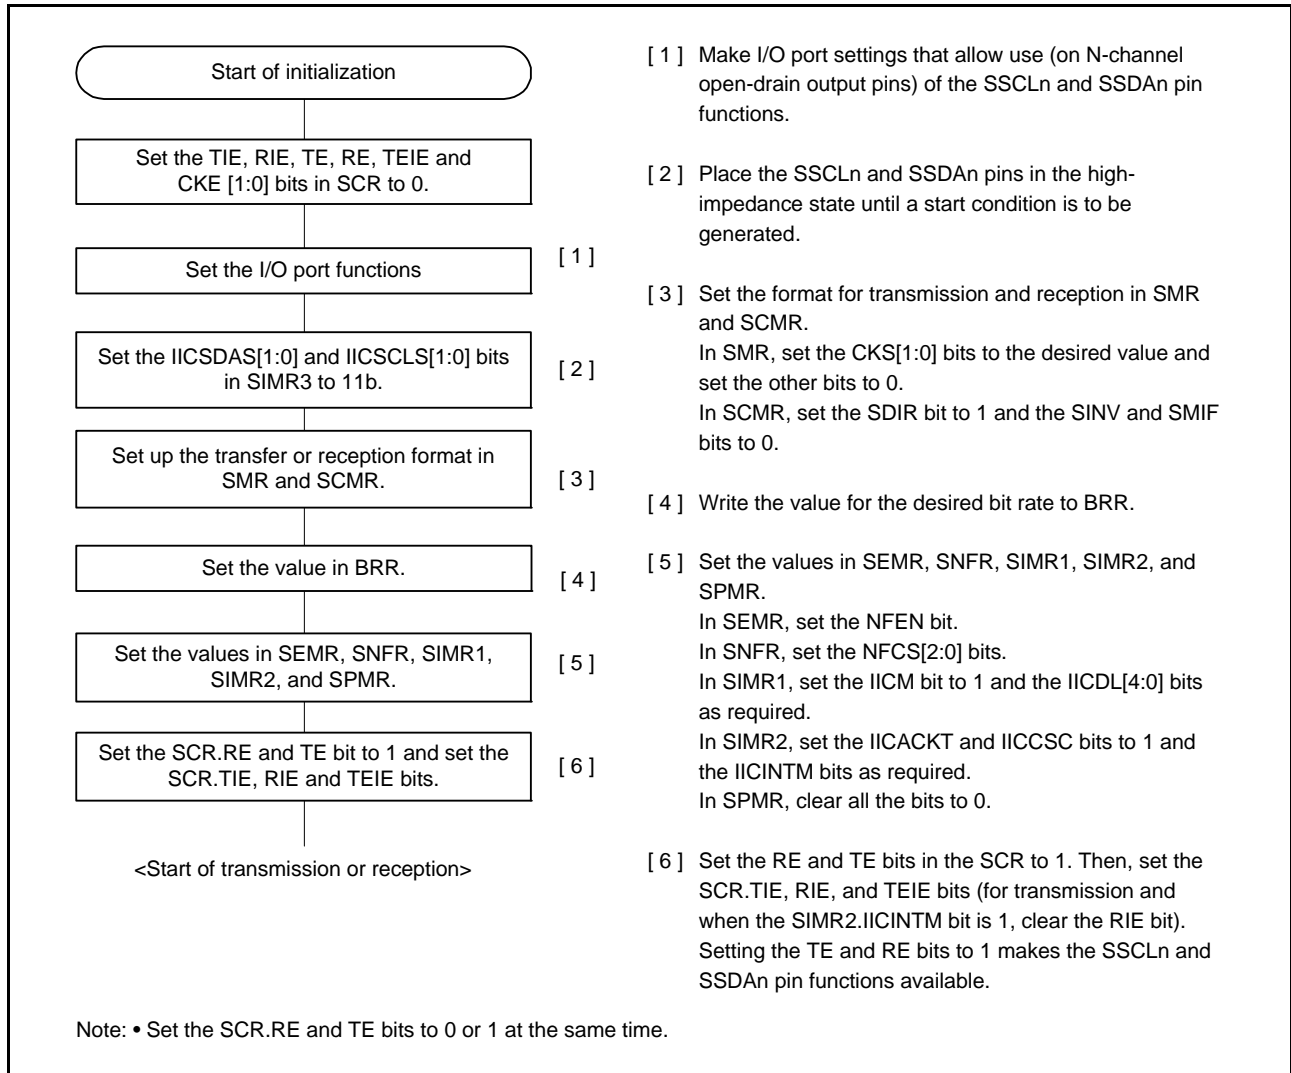 Start of initialization
Set the TIE, RIE, TE, RE, TEIE and
CKE [1:0] bits in SCR to 0.
Set the I/O port functions
[ 1 ]
Set the IICSDAS[1:0] and IICSCLS[1:0] bits
in SIMR3 to 11b.
[ 2 ]
Set up the transfer or reception format in
SMR and SCMR.
[ 3 ]
Set the value in BRR.
[ 4 ]
Set the values in SEMR, SNFR, SIMR1,
SIMR2, and SPMR.
[ 5 ]
Set the SCR.RE and TE bit to 1 and set the
SCR.TIE, RIE and TEIE bits.
[ 6 ]
<Start of transmission or reception>
[ 1 ] Make I/O port settings that allow use (on N-channel
open-drain output pins) of the SSCLn and SSDAn pin
functions.
[ 2 ] Place the SSCLn and SSDAn pins in the high-
impedance state until a start condition is to be
generated.
[ 3 ] Set the format for transmission and reception in SMR
and SCMR.
In SMR, set the CKS[1:0] bits to the desired value and
set the other bits to 0.
In SCMR, set the SDIR bit to 1 and the SINV and SMIF
bits to 0.
[ 4 ] Write the value for the desired bit rate to BRR.
[ 5 ] Set the values in SEMR, SNFR, SIMR1, SIMR2, and
SPMR.
In SEMR, set the NFEN bit.
In SNFR, set the NFCS[2:0] bits.
In SIMR1, set the IICM bit to 1 and the IICDL[4:0] bits
as required.
In SIMR2, set the IICACKT and IICCSC bits to 1 and
the IICINTM bits as required.
In SPMR, clear all the bits to 0.
[ 6 ] Set the RE and TE bits in the SCR to 1. Then, set the
SCR.TIE, RIE, and TEIE bits (for transmission and
when the SIMR2.IICINTM bit is 1, clear the RIE bit).
Setting the TE and RE bits to 1 makes the SSCLn and
SSDAn pin functions available.
Note: • Set the SCR.RE and TE bits to 0 or 1 at the same time.